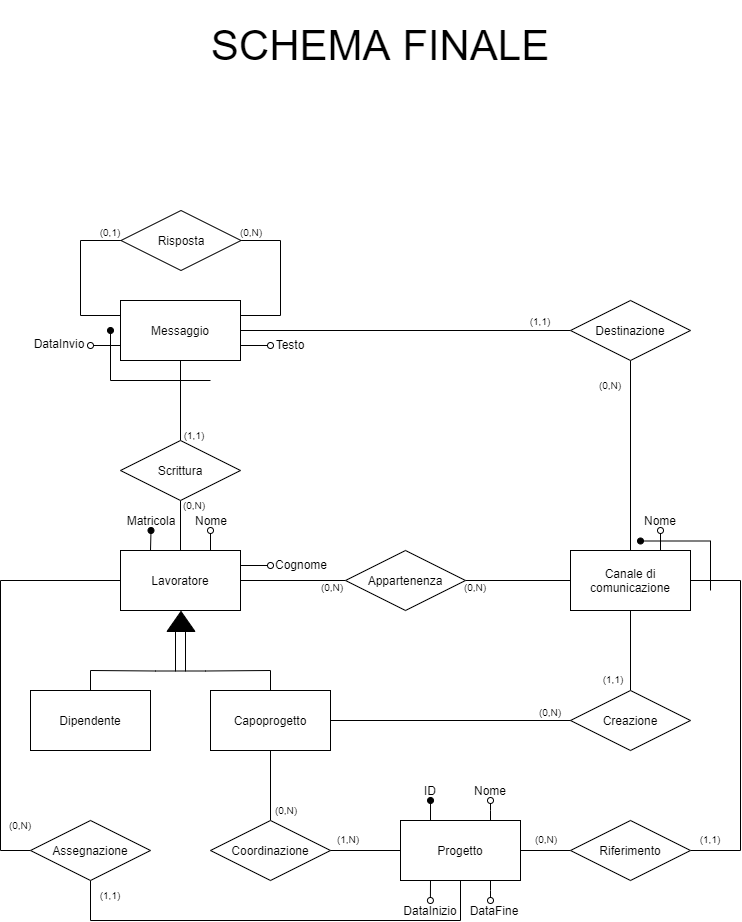 SCHEMA FINALE
(0,1)
Risposta
(0,N)
Messaggio
(1,1)
Destinazione
DataInvio
Testo
(0,N)
(1,1)
Scrittura
(0,N)
Matricola
Nome
Nome
Cognome
Lavoratore
Appartenenza
Canale di
comunicazione
(0,N)
(0,N)
(1,1)
Dipendente
Capoprogetto
(0,N)
Creazione
ID
Nome
(0,N)
(0,N)
(1,N)
(0,N)
(1,1)
Assegnazione
Coordinazione
Progetto
Riferimento
(1,1)
DataInizio
DataFine